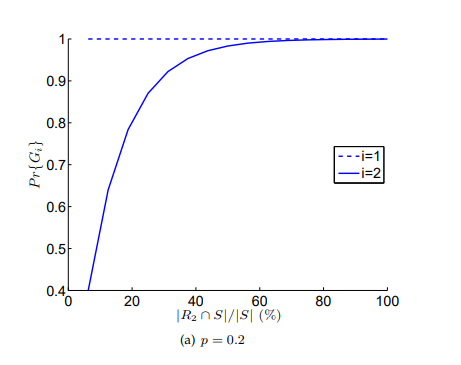 1
0.9
0.8
0.7
0.6
0.5
0.4
Pr{G_i}
i=1
i=2
0 20 40 60 80 100
|R_2 ∩ S|/|S| (%)
(a) p = 0.2